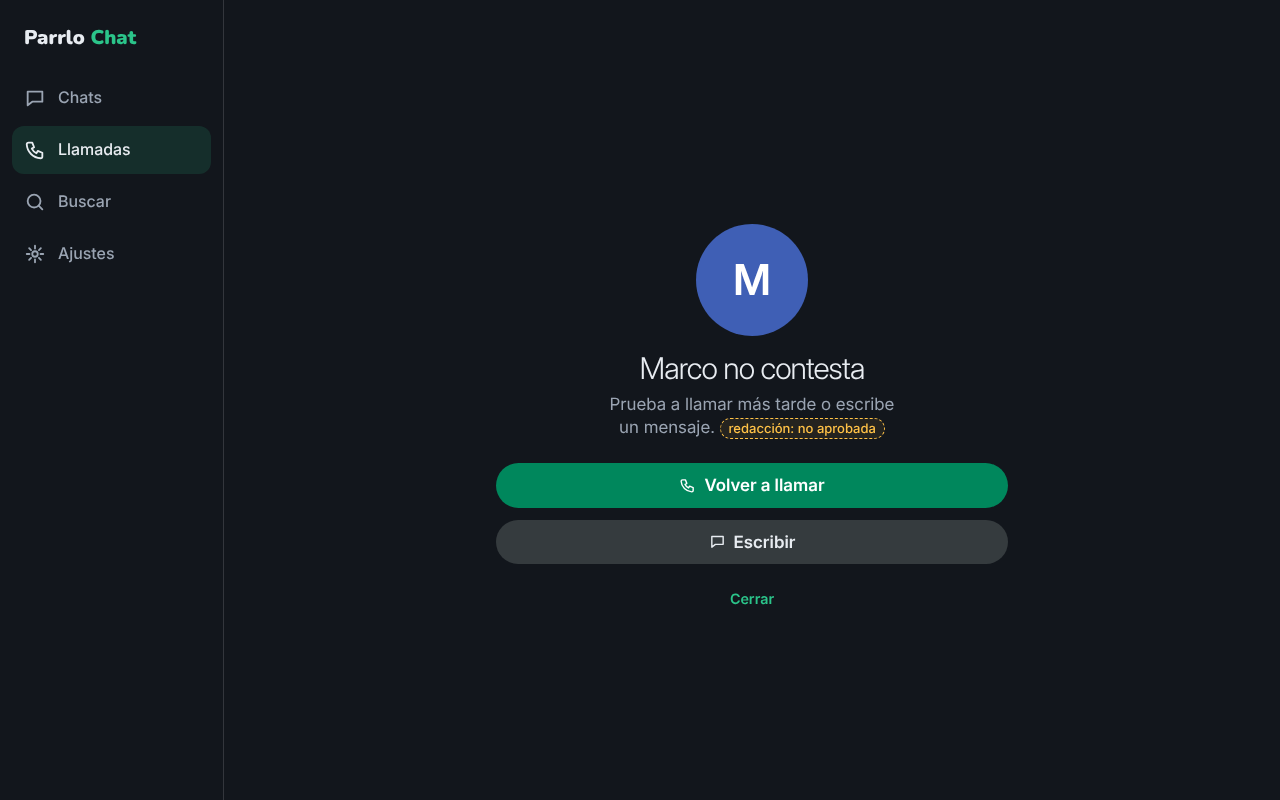 Parrlo Chat
Chats
Llamadas
Buscar
Ajustes
M
Marco no contesta
Prueba a llamar más tarde o escribe
un mensaje. redacción: no aprobada
Volver a llamar
Escribir
Cerrar